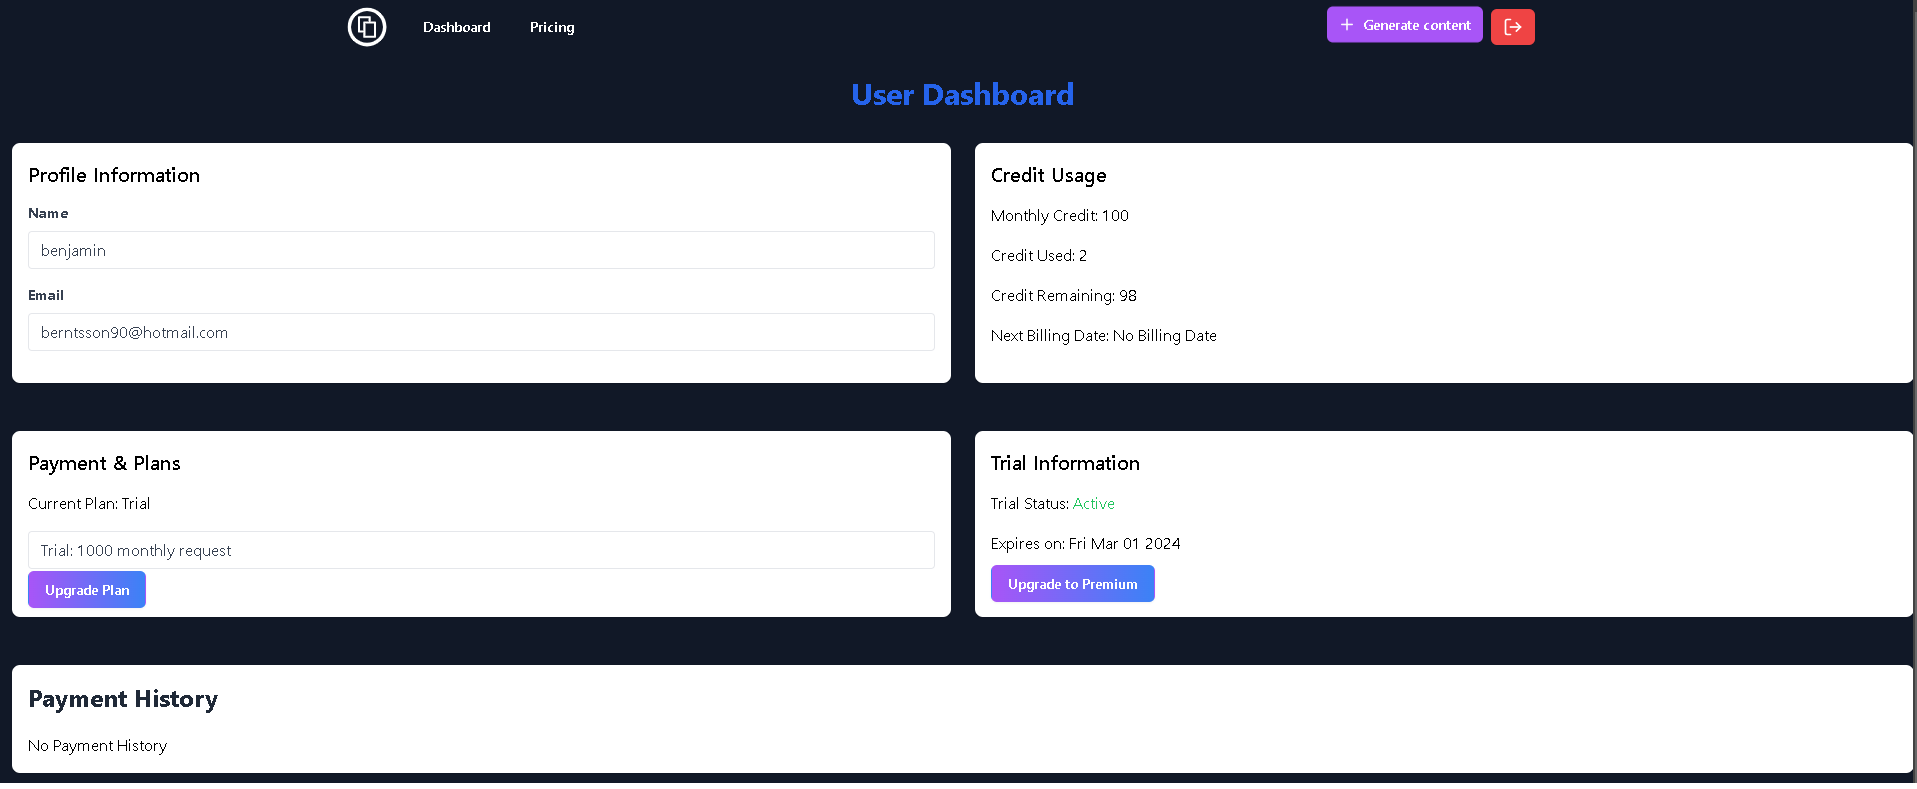 Dashboard
Pricing
Generate content
User Dashboard
Profile Information
Name
benjamin
Email
berntsson90@hotmail.com
Credit Usage
Monthly Credit: 100
Credit Used: 2
Credit Remaining: 98
Next Billing Date: No Billing Date
Payment & Plans
Current Plan: Trial
Trial: 1000 monthly request
Upgrade Plan
Trial Information
Trial Status: Active
Expires on: Fri Mar 01 2024
Upgrade to Premium
Payment History
No Payment History